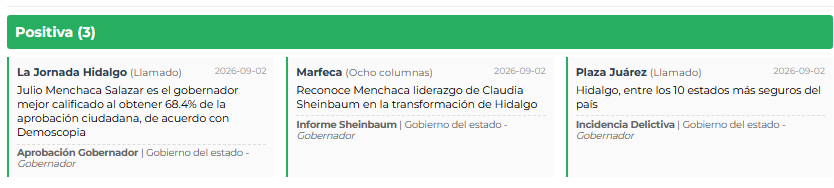 Positiva (3)
La Jornada Hidalgo (Llamado) 2026-09-02
Julio Menchaca Salazar es el gobernador
mejor calificado al obtener 68.4% de la
aprobación ciudadana, de acuerdo con
Demoscopia
Aprobación Gobernador | Gobierno del estado -
Gobernador
Marfeca (Ocho columnas) 2026-09-02
Reconoce Menchaca liderazgo de Claudia
Sheinbaum en la transformación de Hidalgo
Informe Sheinbaum | Gobierno del estado -
Gobernador
Plaza Juárez (Llamado) 2026-09-02
Hidalgo, entre los 10 estados más seguros del
país
Incidencia Delictiva | Gobierno del estado -
Gobernador